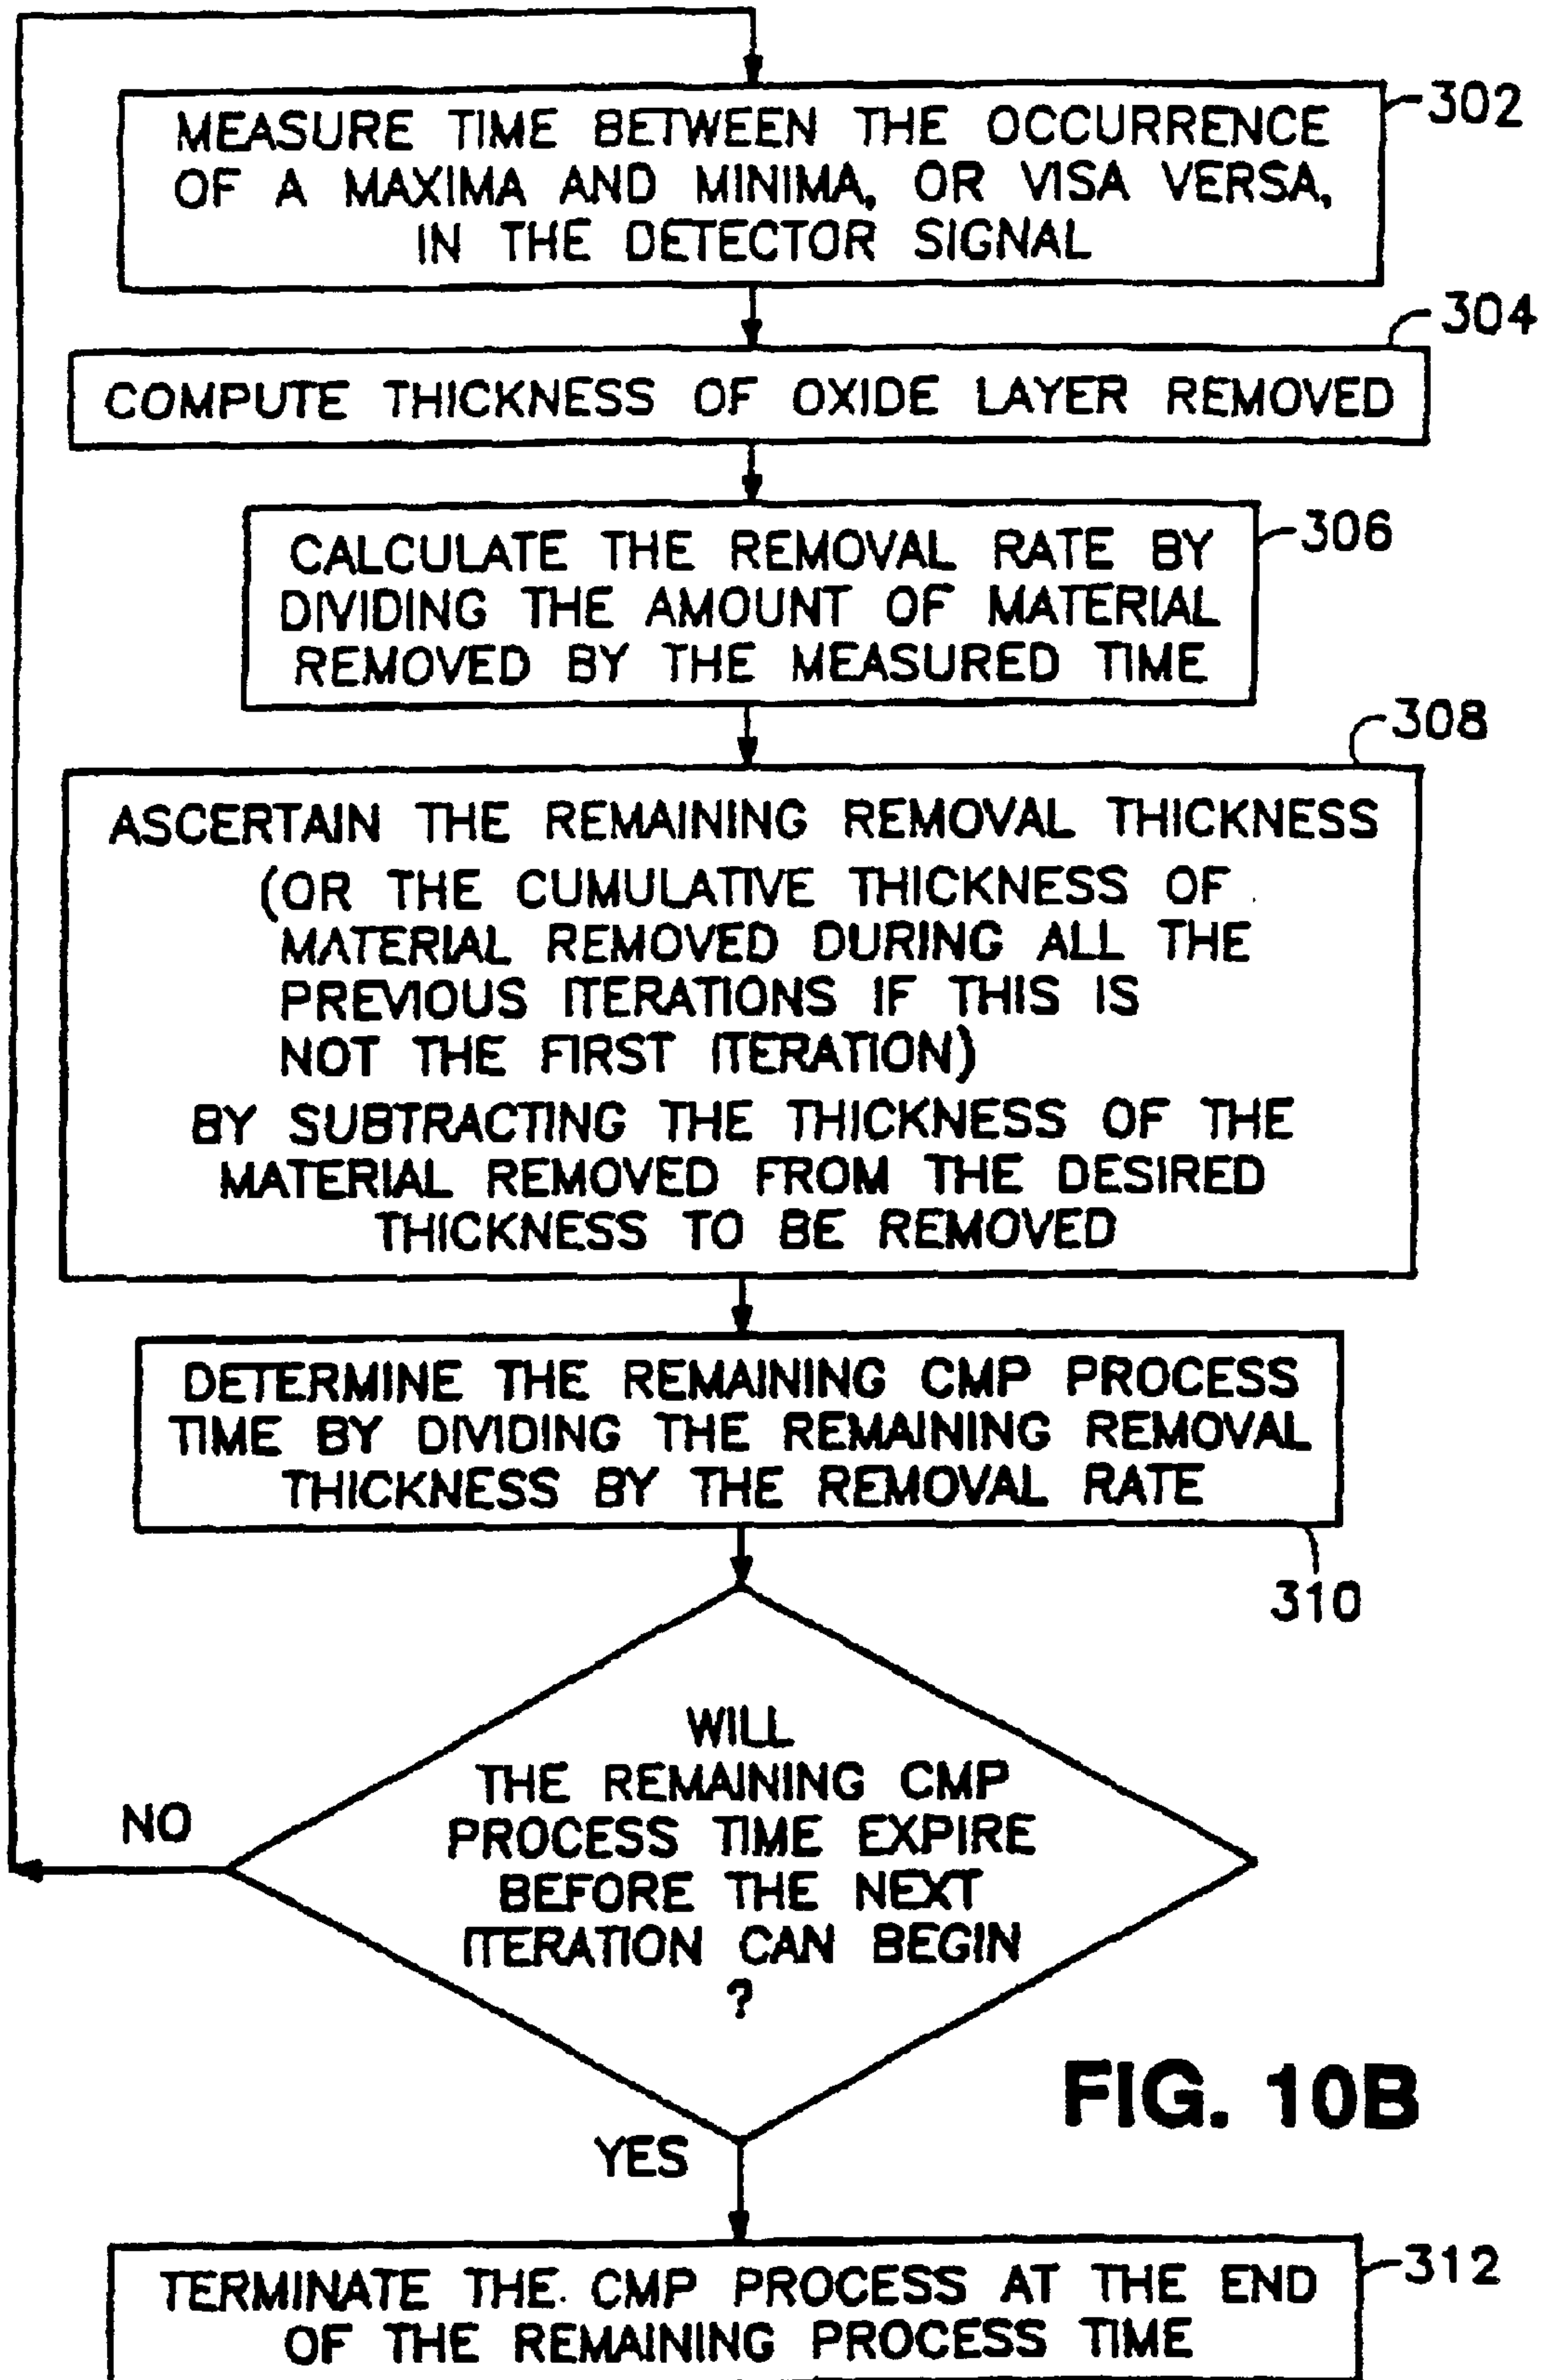 302
MEASURE TIME BETWEEN THE OCCURRENCE
OF A MAXIMA AND MINIMA, OR VISA VERSA,
IN THE DETECTOR SIGNAL
304
COMPUTE THICKNESS OF OXIDE LAYER REMOVED
306
CALCULATE THE REMOVAL RATE BY
DIVIDING THE AMOUNT OF MATERIAL
REMOVED BY THE MEASURED TIME
308
ASCERTAIN THE REMAINING REMOVAL THICKNESS
(OR THE CUMULATIVE THICKNESS OF
MATERIAL REMOVED DURING ALL THE
PREVIOUS ITERATIONS IF THIS IS
NOT THE FIRST ITERATION)
BY SUBTRACTING THE THICKNESS OF THE
MATERIAL REMOVED FROM THE DESIRED
THICKNESS TO BE REMOVED
DETERMINE THE REMAINING CMP PROCESS
TIME BY DIVIDING THE REMAINING REMOVAL
THICKNESS BY THE REMOVAL RATE
310
WILL
THE REMAINING CMP
PROCESS TIME EXPIRE
BEFORE THE NEXT
ITERATION CAN BEGIN
?
NO
FIG. 10B
YES
312
TERMINATE THE CMP PROCESS AT THE END
OF THE REMAINING PROCESS TIME